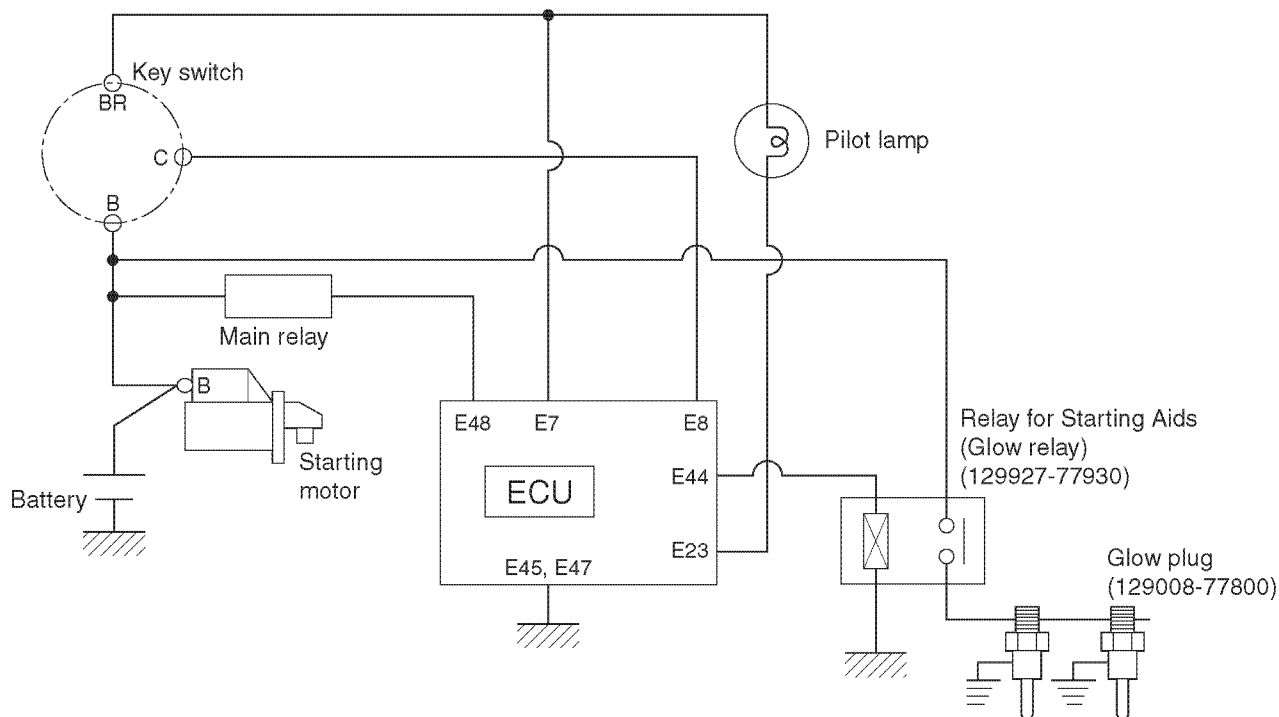 Key switch
BR
C
B
Pilot lamp
Main relay
B
Starting
motor
Battery
E48
E7
E8
E44
ECU
E23
E45, E47
Relay for Starting Aids
(Glow relay)
(129927-77930)
Glow plug
(129008-77800)